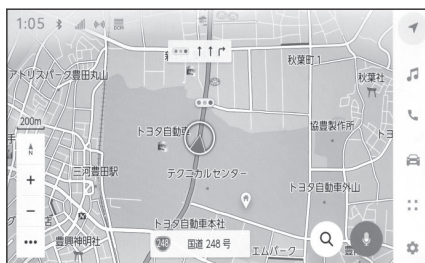 1:05
DCM
秋葉町1
アドリスパーク豊田丸山
秋葉社
200m
トヨタ自動車
協豊製作所
N
三河豊田駅
テクニカルセンター
トヨタ自動車外山
トヨタ自動車本社
豊興神明社
248
国道 248 号
エムパーク